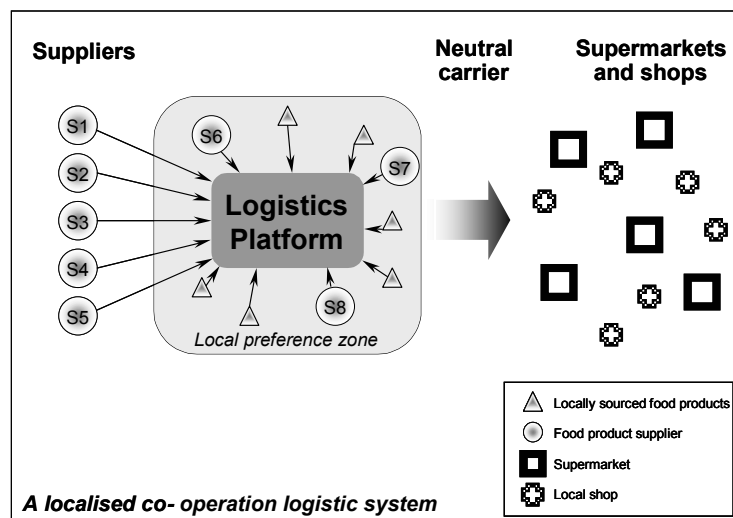 Suppliers
Neutral
carrier
Supermarkets
and shops
S1
S2
S3
S4
S5
S6
S7
S8
Logistics
Platform
Local preference zone
Locally sourced food products
Food product supplier
Supermarket
Local shop
A localised co- operation logistic system